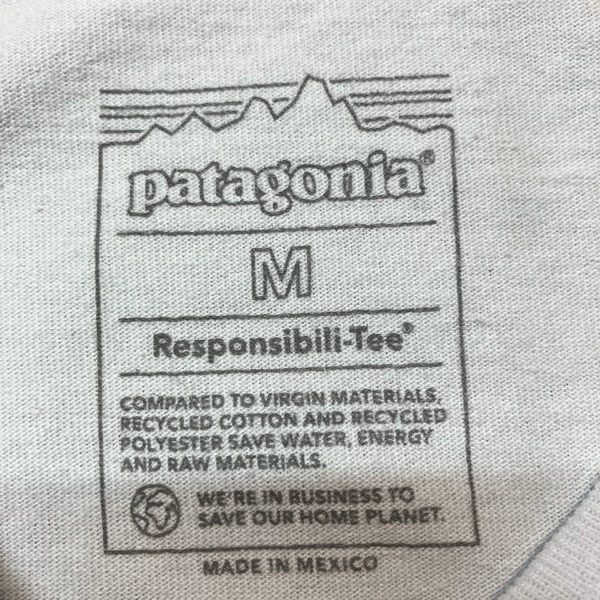 patagonia®
M
Responsibili-Tee®
COMPARED TO VIRGIN MATERIALS,
RECYCLED COTTON AND RECYCLED
POLYESTER SAVE WATER, ENERGY
AND RAW MATERIALS.
WE'RE IN BUSINESS TO
SAVE OUR HOME PLANET.
MADE IN MEXICO